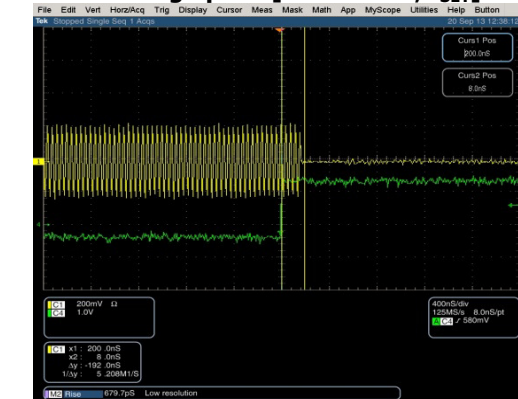 File Edit Vert Horz/Acq Trig Display Cursor Meas Mask Math App MyScope Utilities Help Button
Tek Stopped Single Seq 1 Acqs 20 Sep 13 12:38:12
Curs1 Pos
200.0nS
Curs2 Pos
8.0nS
1
4
C1 200mV Ω
C4 1.0V
400nS/div
125MS/s 8.0nS/pt
A C4 / 580mV
C1 x1 : 200 .0nS
x2 : 8 .0nS
Δy : -192 .0nS
1/Δy : 5 .208M1/S
M2 Rise 679.7pS Low resolution